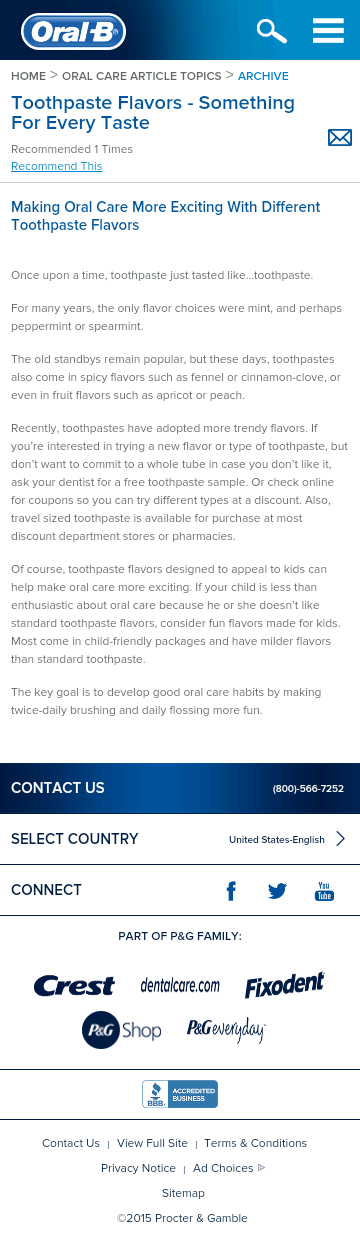 Oral-B
HOME > ORAL CARE ARTICLE TOPICS > ARCHIVE
Toothpaste Flavors - Something
For Every Taste
Recommended 1 Times
Recommend This
Making Oral Care More Exciting With Different
Toothpaste Flavors
Once upon a time, toothpaste just tasted like...toothpaste.
For many years, the only flavor choices were mint, and perhaps
peppermint or spearmint.
The old standbys remain popular, but these days, toothpastes
also come in spicy flavors such as fennel or cinnamon-clove, or
even in fruit flavors such as apricot or peach.
Recently, toothpastes have adopted more trendy flavors. If
you're interested in trying a new flavor or type of toothpaste, but
don't want to commit to a whole tube in case you don't like it,
ask your dentist for a free toothpaste sample. Or check online
for coupons so you can try different types at a discount. Also,
travel sized toothpaste is available for purchase at most
discount department stores or pharmacies.
Of course, toothpaste flavors designed to appeal to kids can
help make oral care more exciting. If your child is less than
enthusiastic about oral care because he or she doesn't like
standard toothpaste flavors, consider fun flavors made for kids.
Most come in child-friendly packages and have milder flavors
than standard toothpaste.
The key goal is to develop good oral care habits by making
twice-daily brushing and daily flossing more fun.
CONTACT US (800)-566-7252
SELECT COUNTRY United States-English
CONNECT You Tube
PART OF P&G FAMILY:
Crest dentalcare.com Fixodent
P&G Shop P&G everyday
BBB ACCREDITED BUSINESS
Contact Us | View Full Site | Terms & Conditions
Privacy Notice | Ad Choices
Sitemap
©2015 Procter & Gamble